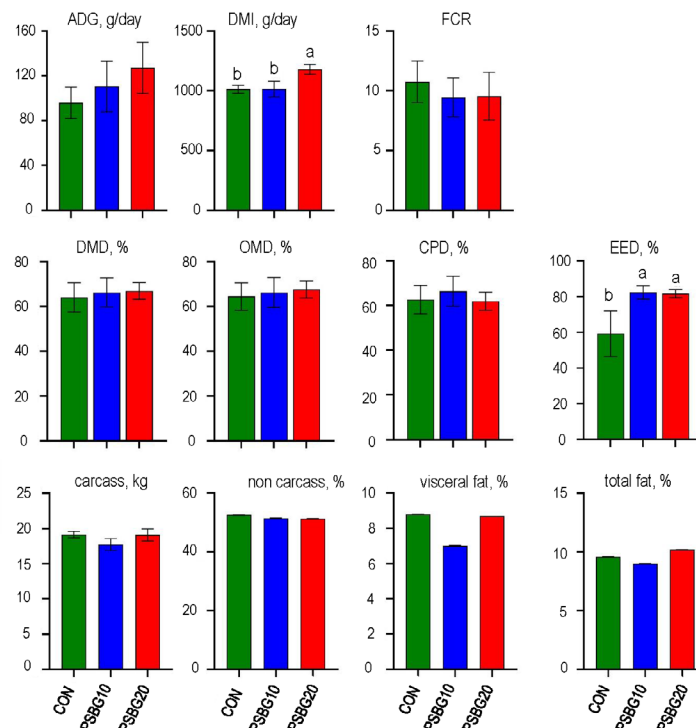 ADG, g/day
160
120
80
40
0
DMI, g/day
1500
1000
500
0
b
b
a
FCR
15
10
5
0
DMD, %
80
60
40
20
0
OMD, %
80
60
40
20
0
CPD, %
80
60
40
20
0
EED, %
100
80
60
40
20
0
b
a
a
carcass, kg
25
20
15
10
5
0
non carcass, %
60
40
20
0
visceral fat, %
8
6
4
2
0
total fat, %
15
10
5
0
CON
PSBG10
PSBG20
CON
PSBG10
PSBG20
CON
PSBG10
PSBG20
CON
PSBG10
PSBG20